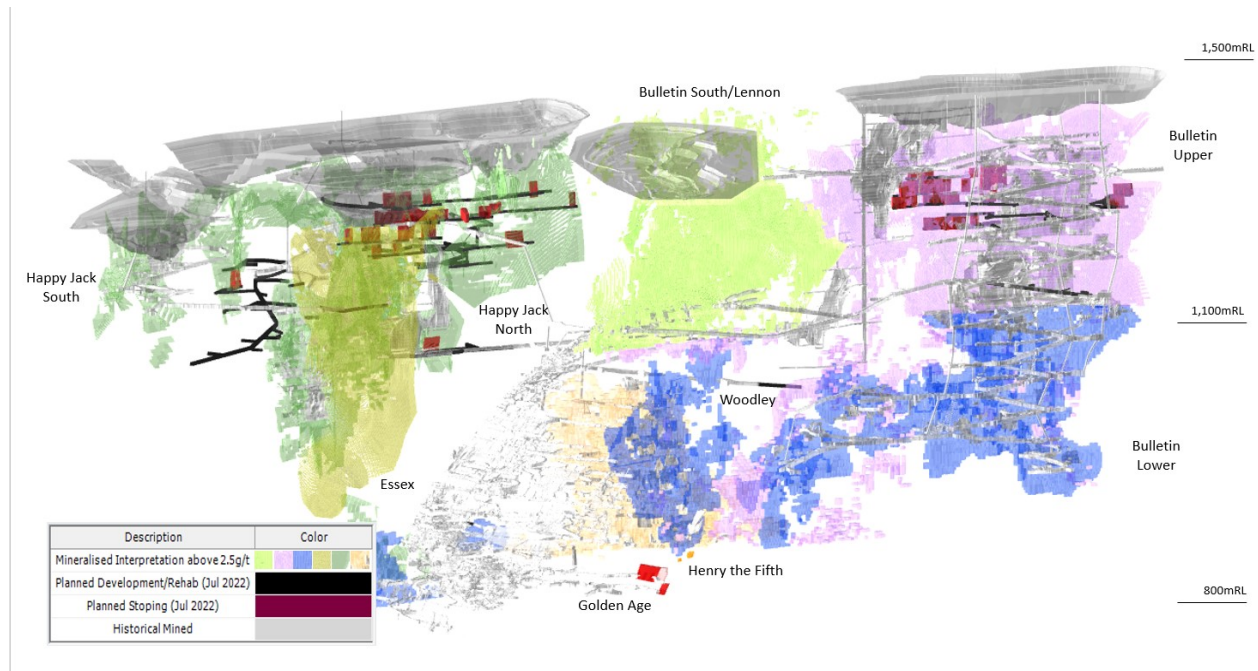 1,500mRL
Bulletin South/Lennon
Bulletin
Upper
Happy Jack
South
Happy Jack
North
1,100mRL
Woodley
Bulletin
Lower
Essex
Description
Color
Mineralised Interpretation above 2.5g/t
Planned Development/Rehab (Jul 2022)
Planned Stoping (Jul 2022)
Historical Mined
Henry the Fifth
Golden Age
800mRL